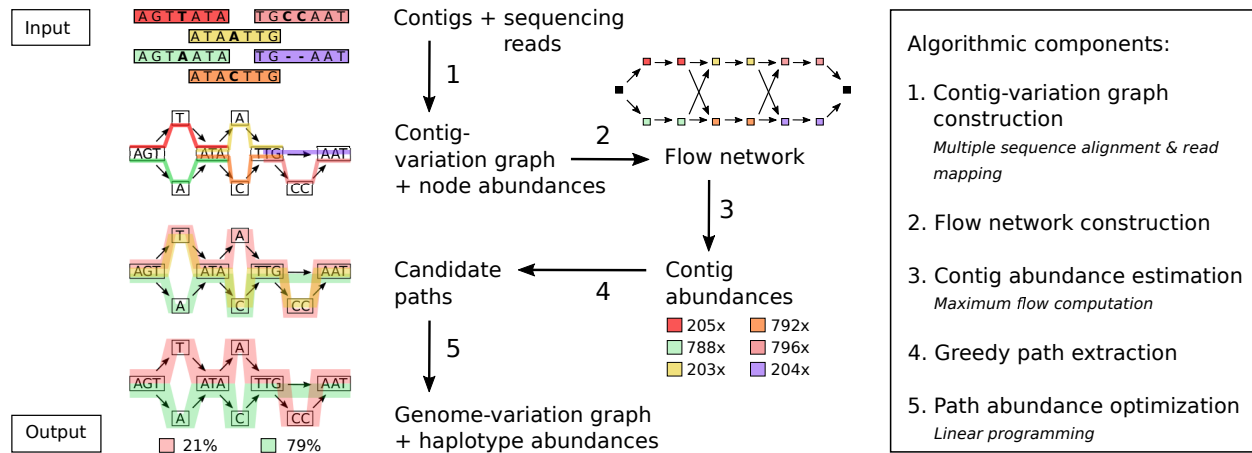 Input
AGTTATA
TGCCAAT
ATAATTG
AGTAATA
TG--AAT
ATACTTG
Contigs + sequencing
reads
1
T
A
AGT
ATA
TTG
AAT
A
C
CC
Contig-
variation graph
+ node abundances
2
Flow network
3
T
A
AGT
ATA
TTG
AAT
A
C
CC
Candidate
paths
4
Contig
abundances
205x
792x
788x
796x
203x
204x
5
T
A
AGT
ATA
TTG
AAT
A
C
CC
21%
79%
Output
Genome-variation graph
+ haplotype abundances
Algorithmic components:
1. Contig-variation graph
construction
Multiple sequence alignment & read
mapping
2. Flow network construction
3. Contig abundance estimation
Maximum flow computation
4. Greedy path extraction
5. Path abundance optimization
Linear programming